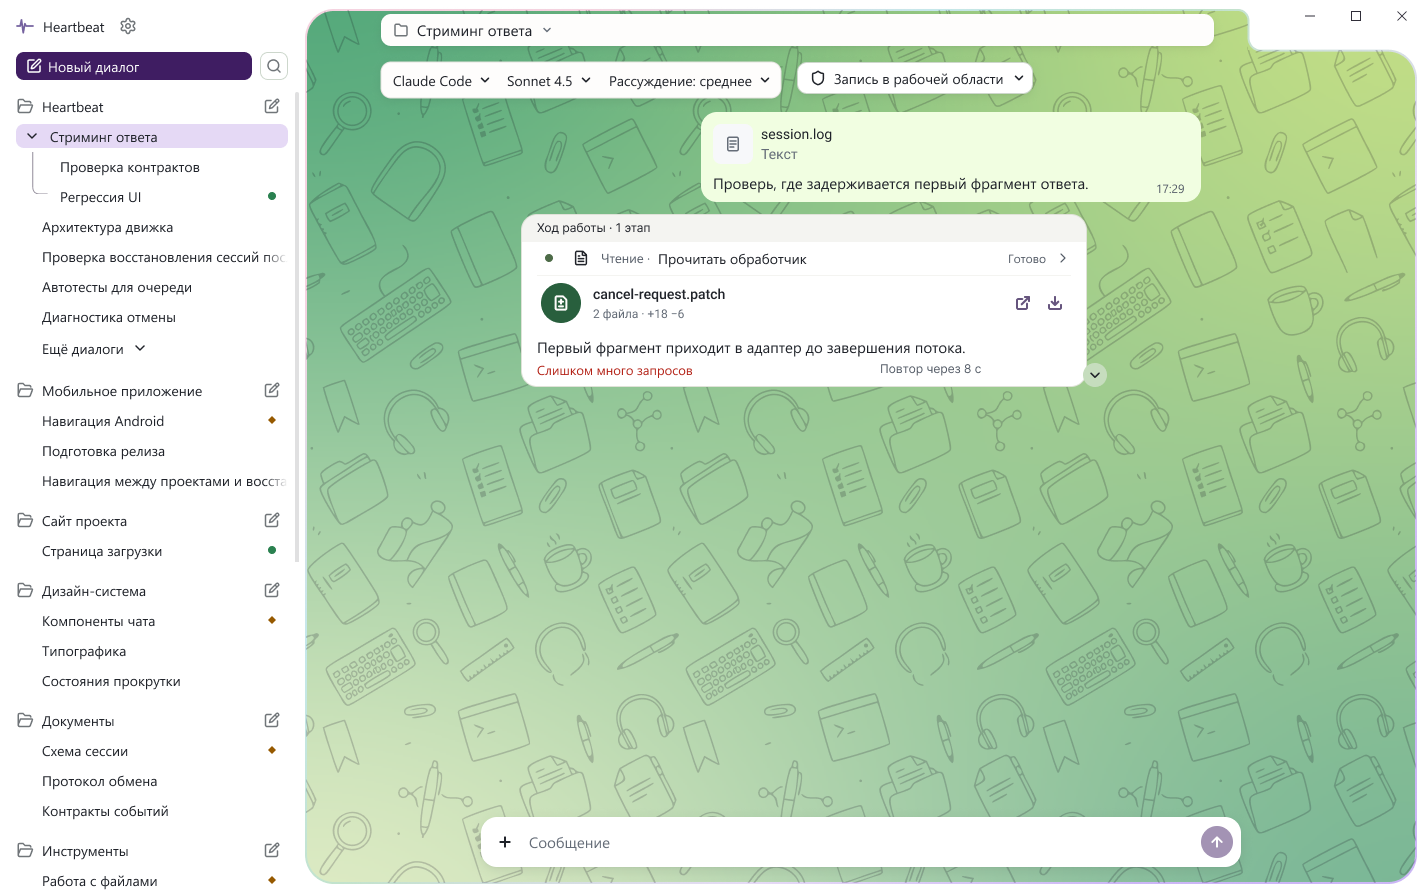 Heartbeat
Новый диалог
Heartbeat
Стриминг ответа
Проверка контрактов
Регрессия UI
Архитектура движка
Проверка восстановления сессий пос
Автотесты для очереди
Диагностика отмены
Ещё диалоги
Мобильное приложение
Навигация Android
Подготовка релиза
Навигация между проектами и восста
Сайт проекта
Страница загрузки
Дизайн-система
Компоненты чата
Типографика
Состояния прокрутки
Документы
Схема сессии
Протокол обмена
Контракты событий
Инструменты
Работа с файлами
Стриминг ответа
Claude Code Sonnet 4.5 Рассуждение: среднее Запись в рабочей области
session.log
Текст
Проверь, где задерживается первый фрагмент ответа.
17:29
Ход работы · 1 этап
Чтение · Прочитать обработчик Готово
cancel-request.patch
2 файла · +18 −6
Первый фрагмент приходит в адаптер до завершения потока.
Слишком много запросов Повтор через 8 с
Сообщение